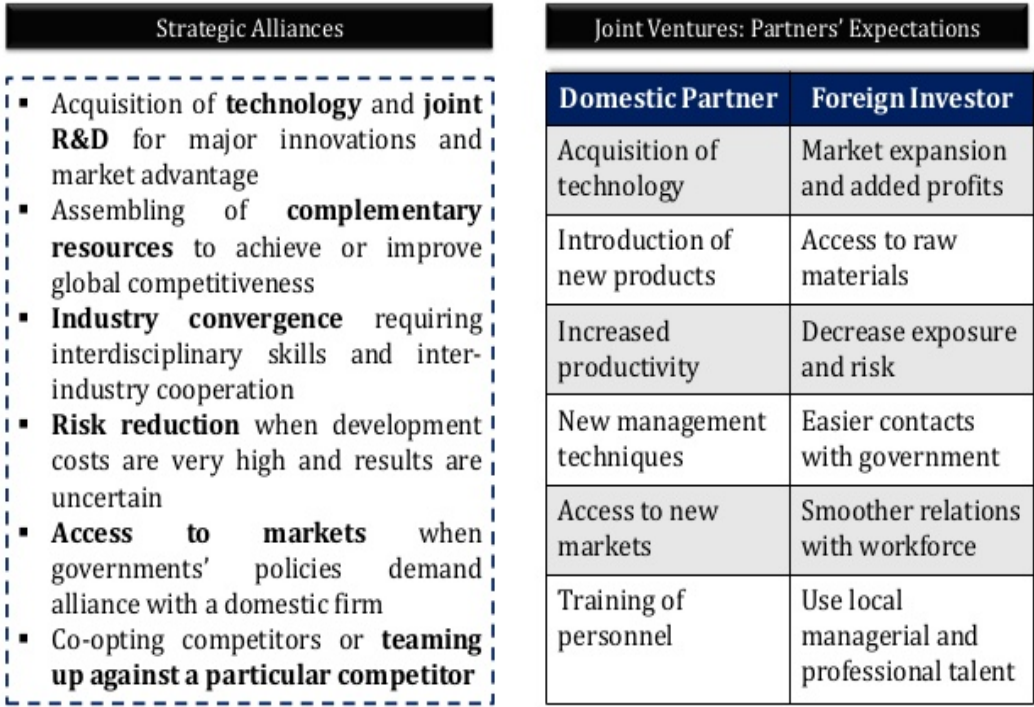 Strategic Alliances
▪ Acquisition of technology and joint
R&D for major innovations and
market advantage
▪ Assembling of complementary
resources to achieve or improve
global competitiveness
▪ Industry convergence requiring
interdisciplinary skills and inter-
industry cooperation
▪ Risk reduction when development
costs are very high and results are
uncertain
▪ Access to markets when
governments’ policies demand
alliance with a domestic firm
▪ Co-opting competitors or teaming
up against a particular competitor
Joint Ventures: Partners’ Expectations
Domestic Partner
Foreign Investor
Acquisition of
technology
Market expansion
and added profits
Introduction of
new products
Access to raw
materials
Increased
productivity
Decrease exposure
and risk
New management
techniques
Easier contacts
with government
Access to new
markets
Smoother relations
with workforce
Training of
personnel
Use local
managerial and
professional talent